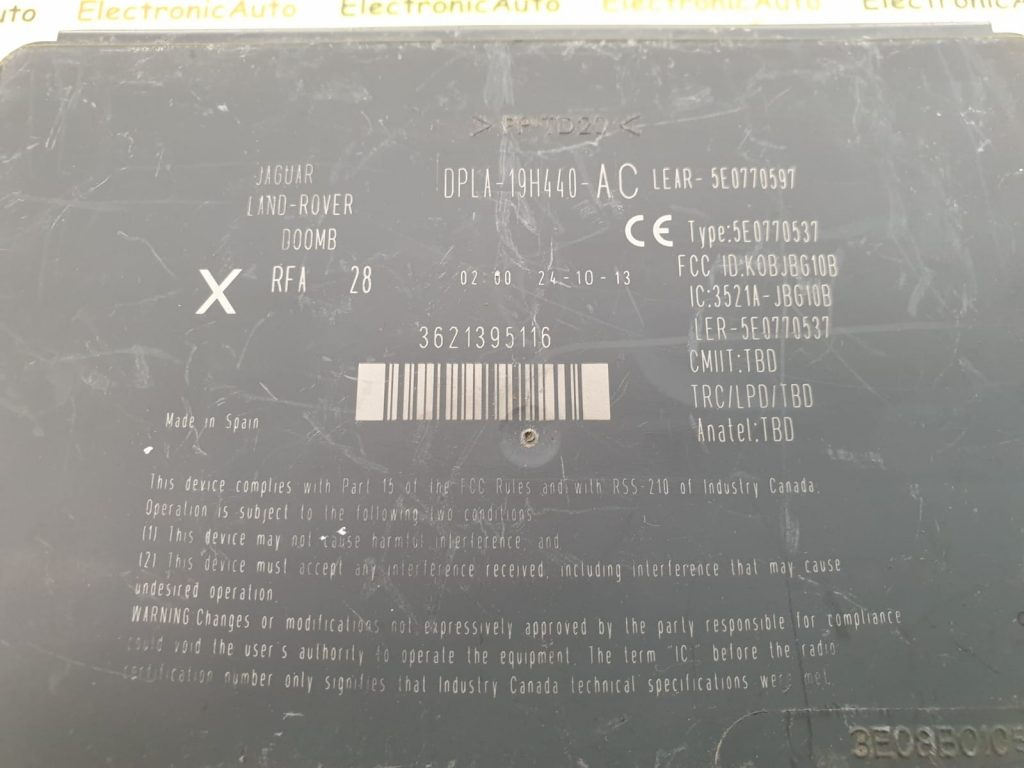 ElectronicAuto ElectronicAuto ElectronicAuto ElectronicAuto
>PP-TD20<
JAGUAR
LAND-ROVER
D00MB
DPLA-19H440-AC LEAR- 5E0770597
CE Type:5E0770537
FCC ID:KOBJBG10B
IC:3521A-JBG10B
LER-5E0770537
CMIIT:TBD
TRC/LPD/TBD
Anatel:TBD
X RFA 28 02:00 24-10-13
3621395116
Made in Spain
This device complies with Part 15 of the FCC Rules and with RSS-210 of Industry Canada.
Operation is subject to the following two conditions
(1) This device may not cause harmful interference, and
(2) This device must accept any interference received, including interference that may cause
undesired operation.
WARNING Changes or modifications not expressively approved by the party responsible for compliance
could void the user's authority to operate the equipment. The term "IC:" before the radio
certification number only signifies that Industry Canada technical specifications were met.
3E08B0105